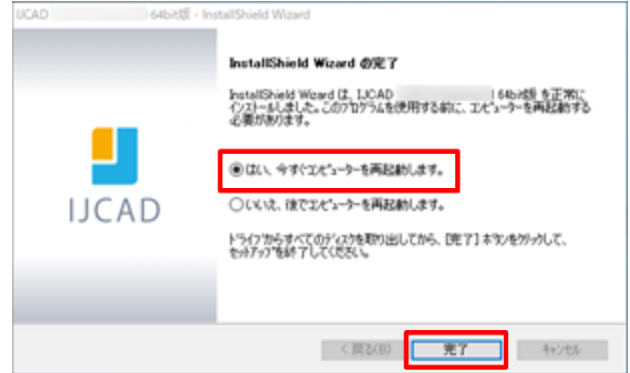 IJCAD 64bit版 - InstallShield Wizard
InstallShield Wizard の完了
InstallShield Wizard は、IJCAD 64bit版 を正常に
インストールしました。このプログラムを使用する前に、コンピューターを再起動する
必要があります。
はい、今すぐコンピューターを再起動します。
いいえ、後でコンピューターを再起動します。
IJCAD
ドライブからすべてのディスクを取り出してから、[完了] ボタンをクリックして、
セットアップを終了してください。
< 戻る(B)
完了
キャンセル